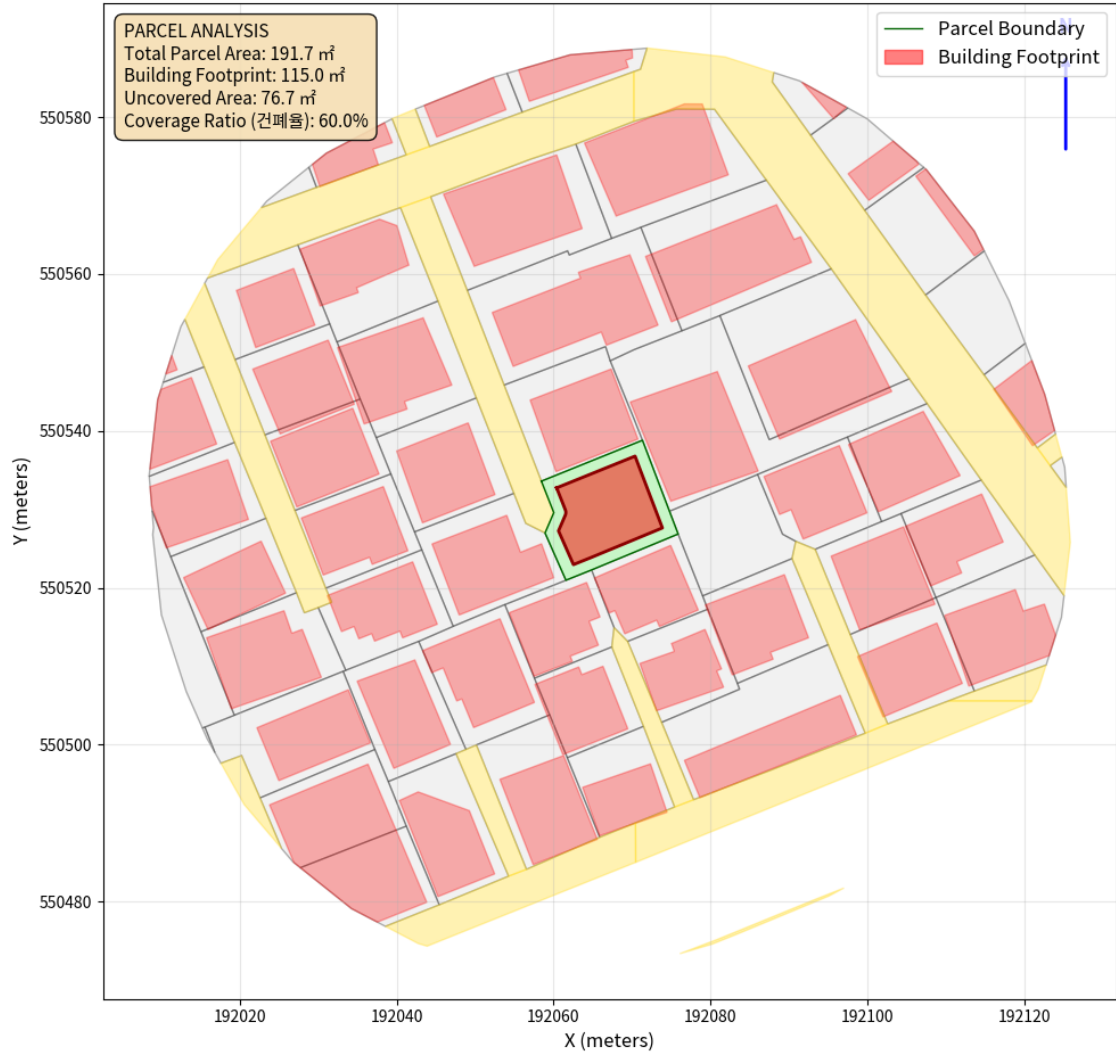 PARCEL ANALYSIS
Total Parcel Area: 191.7 ㎡
Building Footprint: 115.0 ㎡
Uncovered Area: 76.7 ㎡
Coverage Ratio (건폐율): 60.0%
N
Parcel Boundary
Building Footprint
550580
550560
550540
550520
550500
550480
Y (meters)
192020
192040
192060
192080
192100
192120
X (meters)